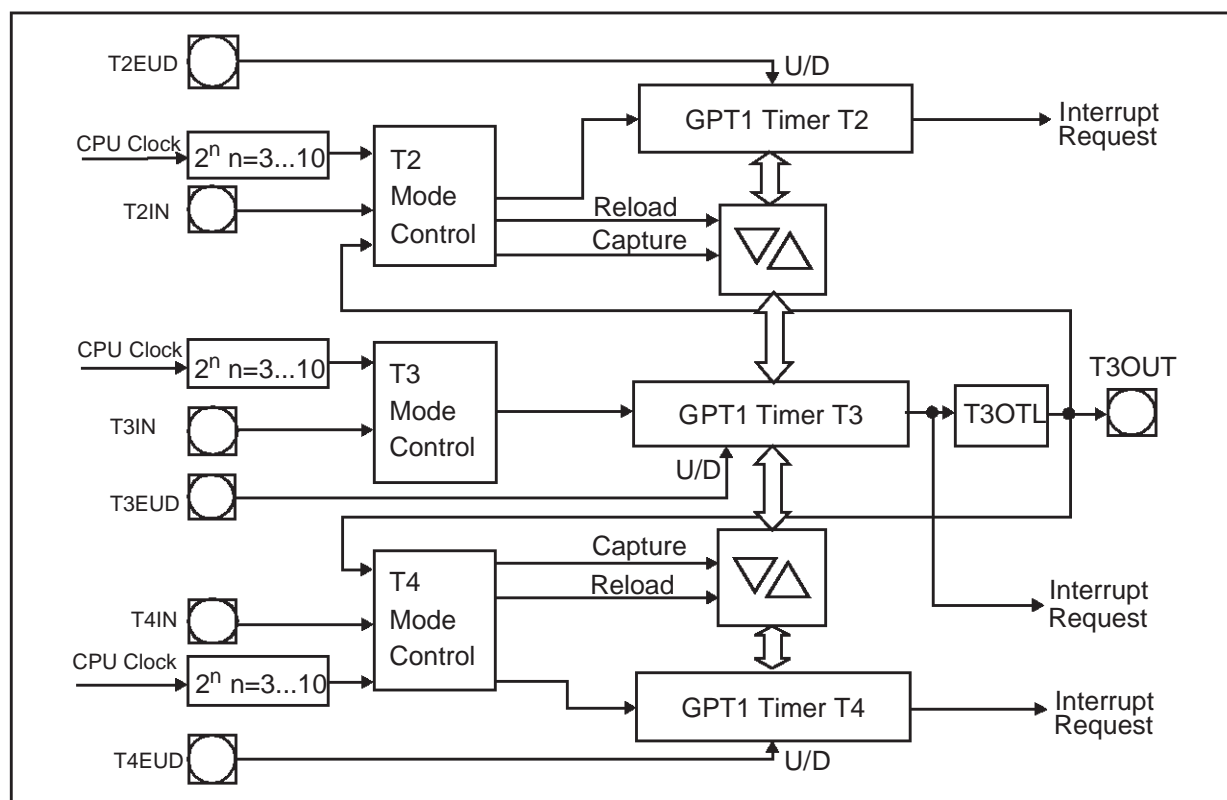 T2EUD
U/D
GPT1 Timer T2
Interrupt
Request
CPU Clock
2ⁿ n=3...10
T2
Mode
Control
T2IN
Reload
Capture
CPU Clock
2ⁿ n=3...10
T3
Mode
Control
T3OUT
GPT1 Timer T3
T3OTL
T3IN
U/D
T3EUD
Capture
T4
Mode
Control
Reload
Interrupt
Request
T4IN
CPU Clock
2ⁿ n=3...10
GPT1 Timer T4
Interrupt
Request
T4EUD
U/D